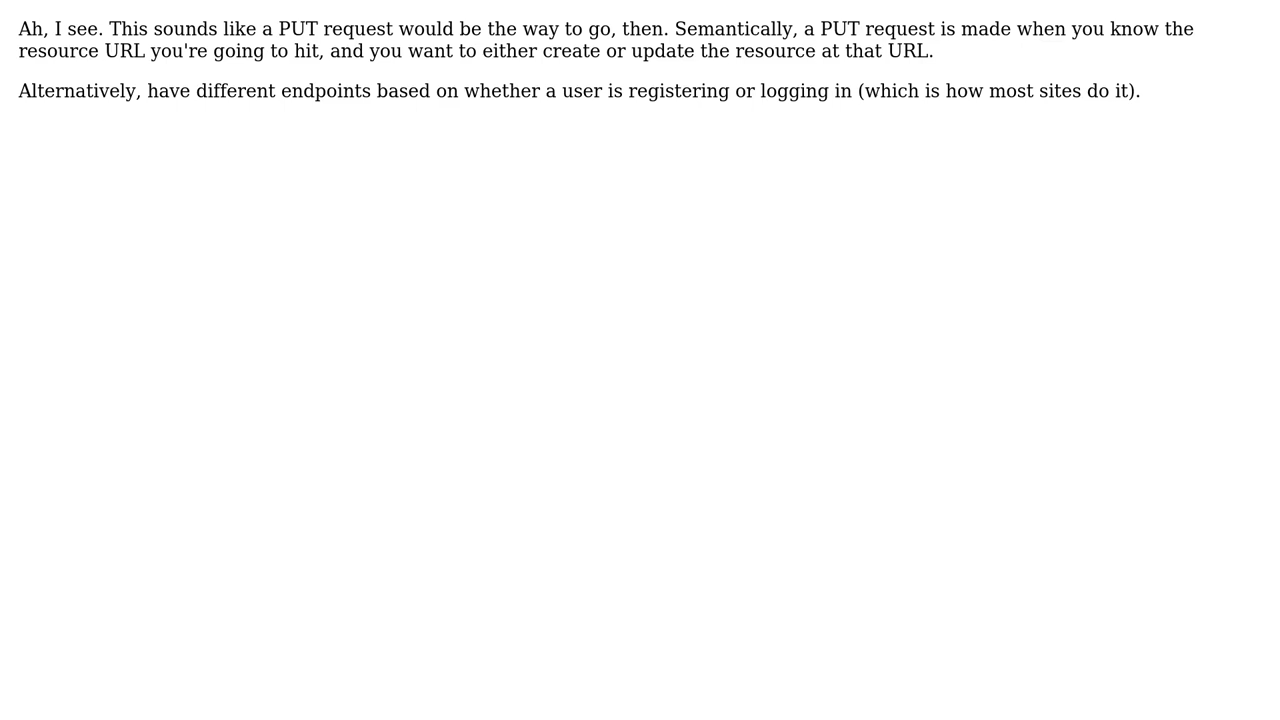 Ah, I see. This sounds like a PUT request would be the way to go, then. Semantically, a PUT request is made when you know the
resource URL you're going to hit, and you want to either create or update the resource at that URL.
Alternatively, have different endpoints based on whether a user is registering or logging in (which is how most sites do it).